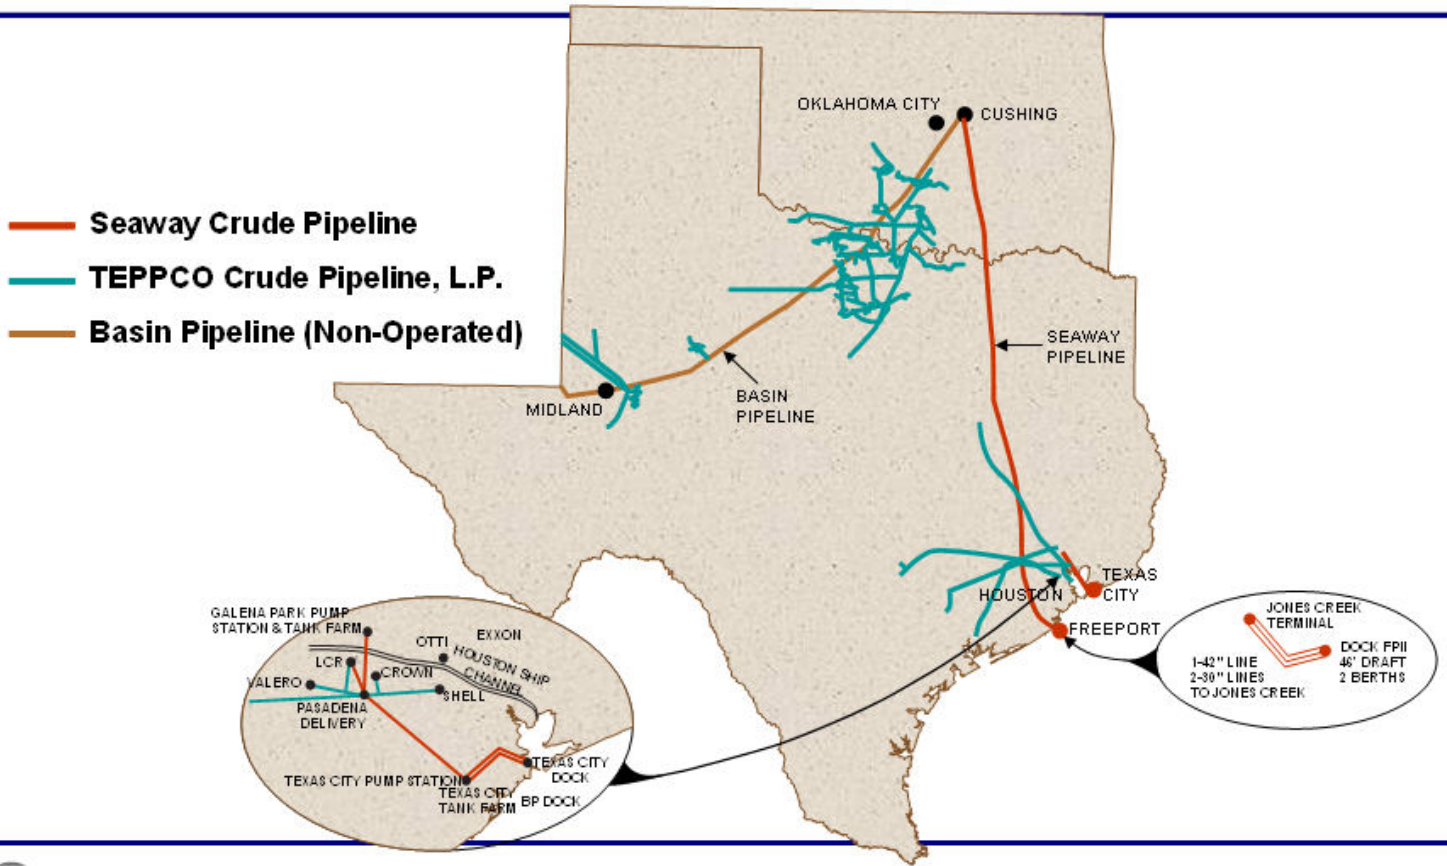 OKLAHOMA CITY
CUSHING
Seaway Crude Pipeline
TEPPCO Crude Pipeline, L.P.
Basin Pipeline (Non-Operated)
SEAWAY
PIPELINE
BASIN
PIPELINE
MIDLAND
TEXAS
CITY
HOUSTON
FREEPORT
GALENA PARK PUMP
STATION & TANK FARM
OTTI
EXXON
HOUSTON SHIP
CHANNEL
LCR
CROWN
VALERO
SHELL
PASADENA
DELIVERY
TEXAS CITY PUMP STATION
TEXAS CITY
DOCK
TEXAS CITY
TANK FARM
BP DOCK
JONES CREEK
TERMINAL
DOCK FPII
46' DRAFT
2 BERTHS
1-42" LINE
2-30" LINES
TO JONES CREEK